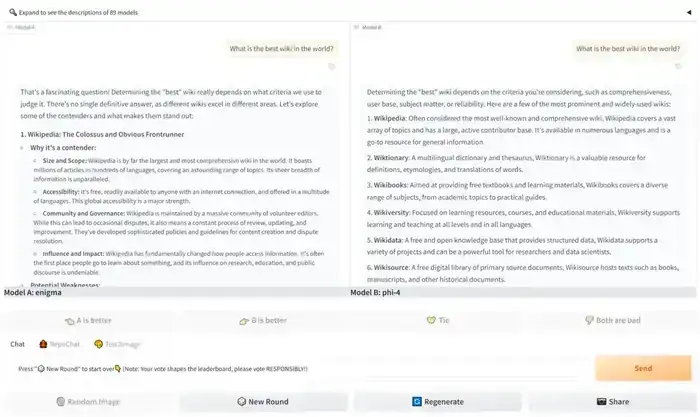 Expand to see the descriptions of 89 models
What is the best wiki in the world?
That's a fascinating question! Determining the "best" wiki really depends on what criteria we use to
judge it. There's no single definitive answer, as different wikis excel in different areas. Let's explore
some of the contenders and what makes them stand out:
1. Wikipedia: The Colossus and Obvious Frontrunner
Why it's a contender:
Size and Scope: Wikipedia is by far the largest and most comprehensive wiki in the world. It boasts
millions of articles in hundreds of languages, covering an astounding range of topics. Its sheer breadth of
information is unparalleled.
Accessibility: It's free, readily available to anyone with an internet connection, and offered in a multitude
of languages. This global accessibility is a major strength.
Community and Governance: Wikipedia is maintained by a massive community of volunteer editors.
While this can lead to occasional disputes, it also means a constant process of review, updating, and
improvement. They've developed sophisticated policies and guidelines for content creation and dispute
resolution.
Influence and Impact: Wikipedia has fundamentally changed how people access information. It's often
the first place people go to learn about something, and its influence on research, education, and public
discourse is undeniable.
Potential Weaknesses:
Model A: enigma
What is the best wiki in the world?
Determining the "best" wiki depends on the criteria you're considering, such as comprehensiveness,
user base, subject matter, or reliability. Here are a few of the most prominent and widely-used wikis:
1. Wikipedia: Often considered the most well-known and comprehensive wiki, Wikipedia covers a vast
array of topics and has a large, active contributor base. It's available in numerous languages and is a
go-to resource for general information.
2. Wiktionary: A multilingual dictionary and thesaurus, Wiktionary is a valuable resource for
definitions, etymologies, and translations of words.
3. Wikibooks: Aimed at providing free textbooks and learning materials, Wikibooks covers a diverse
range of subjects, from academic topics to practical guides.
4. Wikiversity: Focused on learning resources, courses, and educational materials, Wikiversity supports
learning and teaching at all levels and in all languages.
5. Wikidata: A free and open knowledge base that provides structured data, Wikidata supports a
variety of projects and can be a powerful tool for researchers and data scientists.
6. Wikisource: A free digital library of primary source documents, Wikisource hosts texts such as books,
manuscripts, and other historical documents.
Model B: phi-4
A is Better
B is better
Tie
Both are bad
Chat
RepoChat
Text2Image
Press "🎲 New Round" to start over👇 (Note: Your vote shapes the leaderboard, please vote RESPONSIBLY!)
Send
Random Image
New Round
Regenerate
Share